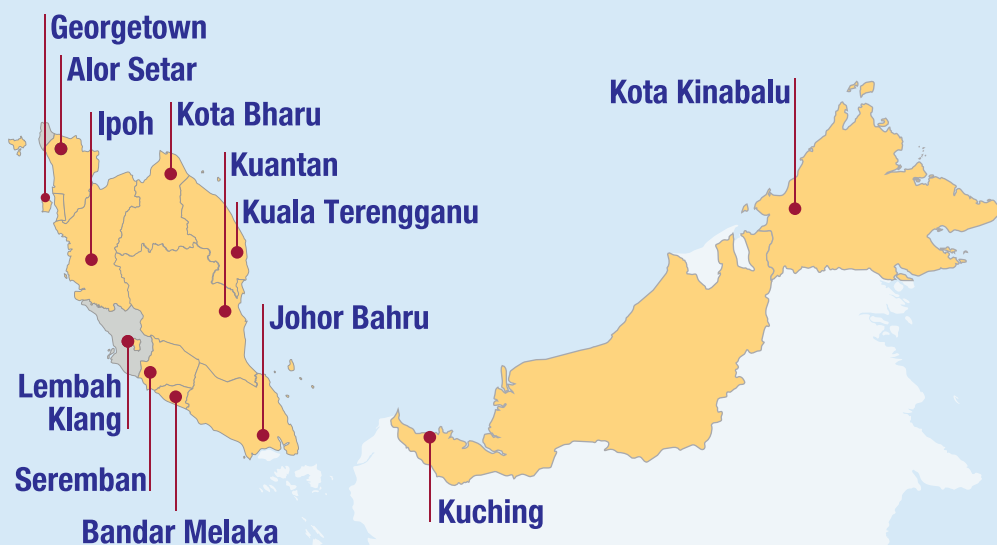 Georgetown
Alor Setar
Ipoh
Kota Bharu
Kota Kinabalu
Kuantan
Kuala Terengganu
Johor Bahru
Lembah
Klang
Seremban
Kuching
Bandar Melaka